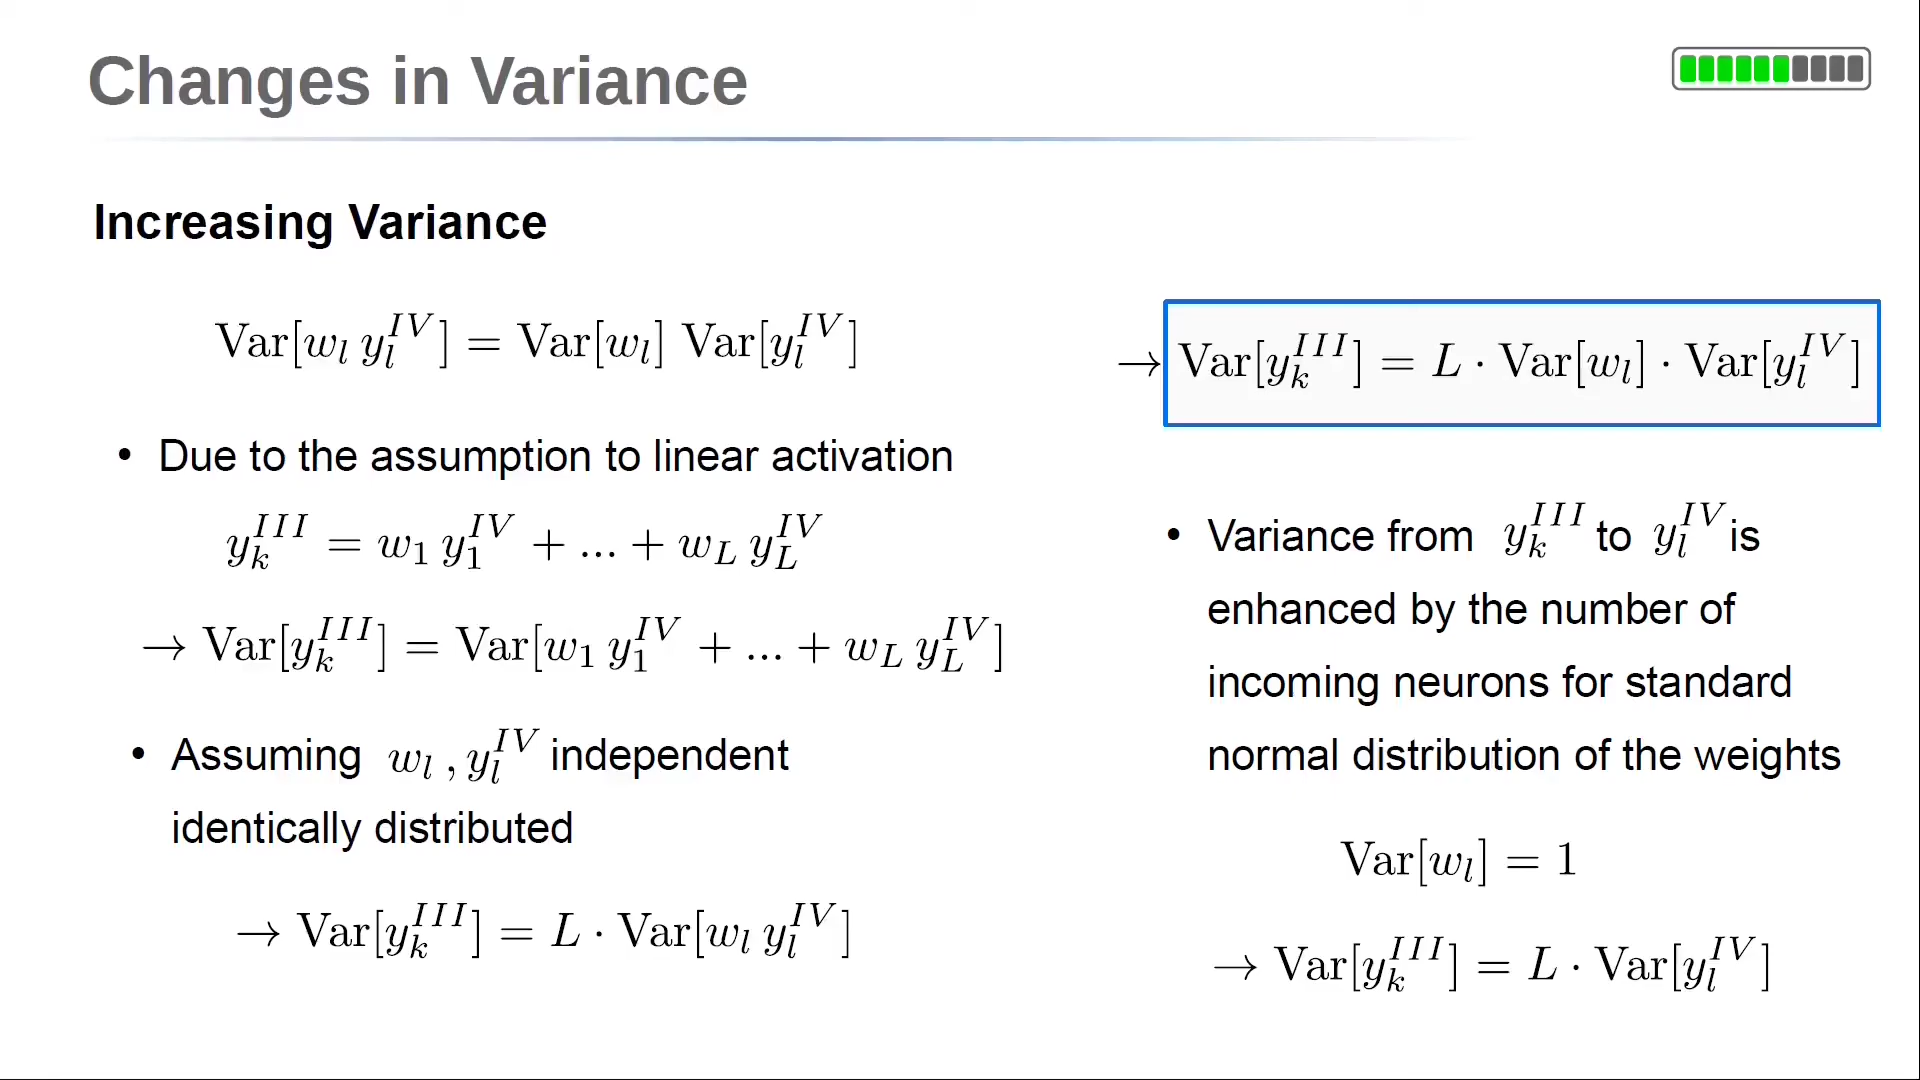 Changes in Variance
Increasing Variance
Var[w_l y_l^{IV}] = Var[w_l] Var[y_l^{IV}]
• Due to the assumption to linear activation
y_k^{III} = w_1 y_1^{IV} + ... + w_L y_L^{IV}
→ Var[y_k^{III}] = Var[w_1 y_1^{IV} + ... + w_L y_L^{IV}]
• Assuming w_l , y_l^{IV} independent
identically distributed
→ Var[y_k^{III}] = L · Var[w_l y_l^{IV}]
→ Var[y_k^{III}] = L · Var[w_l] · Var[y_l^{IV}]
• Variance from y_k^{III} to y_l^{IV} is
enhanced by the number of
incoming neurons for standard
normal distribution of the weights
Var[w_l] = 1
→ Var[y_k^{III}] = L · Var[y_l^{IV}]